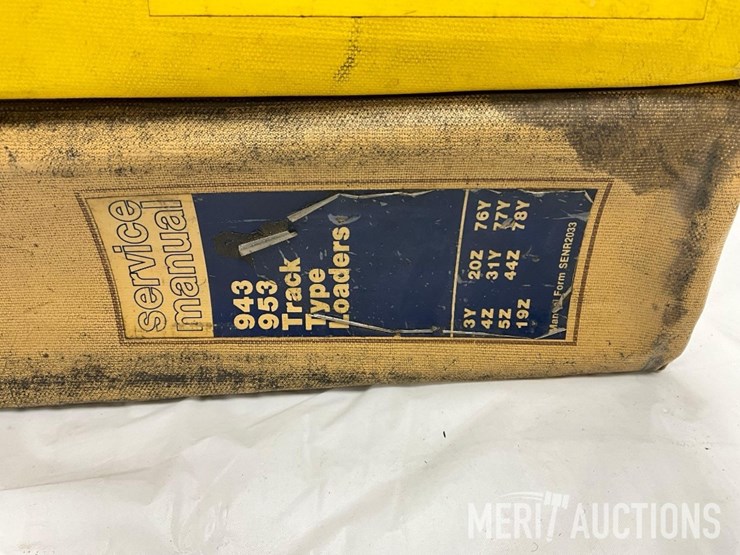 service
manual
943
953
Track
Type
Loaders
3Y 20Z 76Y
4Z 31Y 77Y
5Z 44Z 78Y
19Z
Manual Form SENR2033
MERIT AUCTIONS